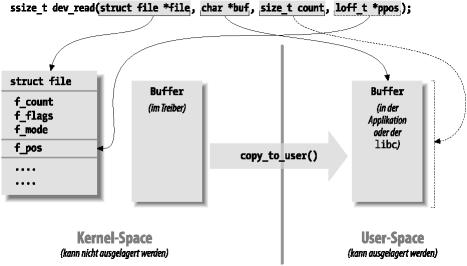 ssize_t dev_read(struct file *file, char *buf, size_t count, loff_t *ppos);
struct file
f_count
f_flags
f_mode
f_pos
....
....
Buffer
(im Treiber)
copy_to_user()
Buffer
(in der
Applikation
oder der
libc)
Kernel-Space
(kann nicht ausgelagert werden)
User-Space
(kann ausgelagert werden)